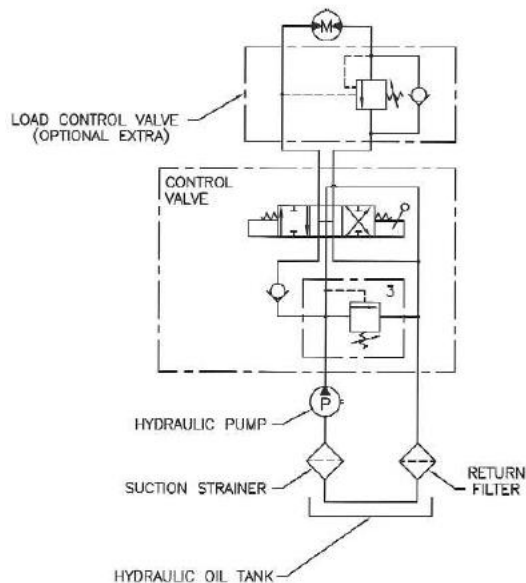 M
LOAD CONTROL VALVE
(OPTIONAL EXTRA)
CONTROL
VALVE
3
P
HYDRAULIC PUMP
SUCTION STRAINER
RETURN
FILTER
HYDRAULIC OIL TANK